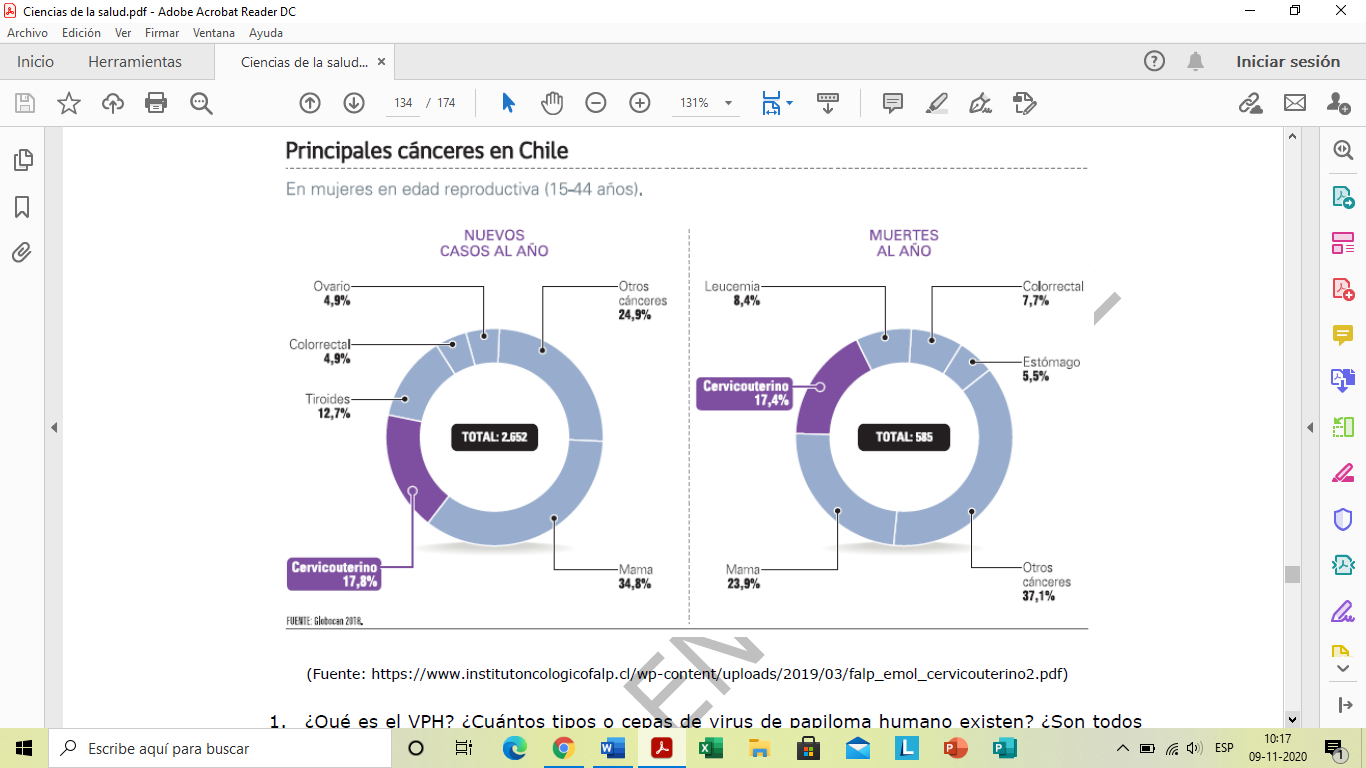 Ciencias de la salud.pdf - Adobe Acrobat Reader DC
Archivo Edición Ver Firmar Ventana Ayuda
Inicio Herramientas Ciencias de la salud... × Iniciar sesión
134 / 174 131%
Principales cánceres en Chile
En mujeres en edad reproductiva (15-44 años).
NUEVOS
CASOS AL AÑO
Ovario
4,9%
Otros
cánceres
24,9%
Colorrectal
4,9%
Tiroides
12,7%
TOTAL: 2.652
Cervicouterino
17,8%
Mama
34,8%
MUERTES
AL AÑO
Leucemia
8,4%
Colorrectal
7,7%
Estómago
5,5%
Cervicouterino
17,4%
TOTAL: 585
Mama
23,9%
Otros
cánceres
37,1%
FUENTE: Globocan 2018.
EN
(Fuente: https://www.institutoncologicofalp.cl/wp-content/uploads/2019/03/falp_emol_cervicouterino2.pdf)
1. ¿Qué es el VPH? ¿Cuántos tipos o cepas de virus de papiloma humano existen? ¿Son todos
Escribe aquí para buscar
ESP
10:17
09-11-2020
1